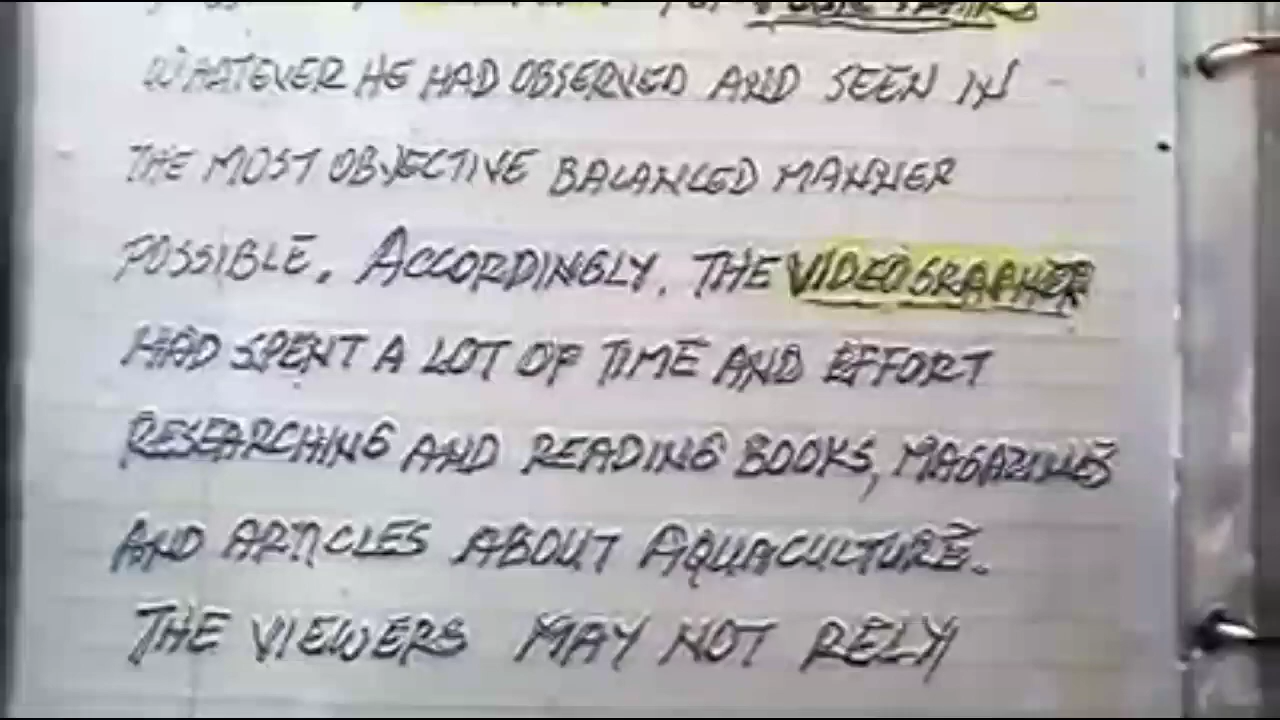 WHATEVER HE HAD OBSERVED AND SEEN IN
THE MOST OBJECTIVE BALANCED MANNER
POSSIBLE. ACCORDINGLY, THE VIDEOGRAPHER
HAD SPENT A LOT OF TIME AND EFFORT
RESEARCHING AND READING BOOKS, MAGAZINES
AND ARTICLES ABOUT AQUACULTURE.
THE VIEWERS MAY NOT RELY